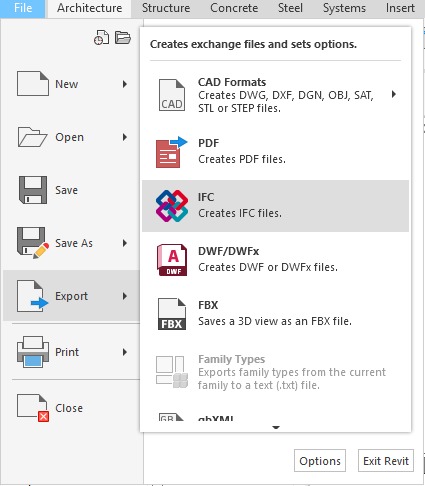 File Architecture Structure Concrete Steel Systems Insert
New
Open
Save
Save As
Export
Print
Close
Creates exchange files and sets options.
CAD Formats
Creates DWG, DXF, DGN, OBJ, SAT,
STL or STEP files.
CAD
PDF
Creates PDF files.
IFC
Creates IFC files.
DWF/DWFx
Creates DWF or DWFx files.
A
DWF
FBX
Saves a 3D view as an FBX file.
FBX
Family Types
Exports family types from the current
family to a text (.txt) file.
gbXML
GB
Options Exit Revit